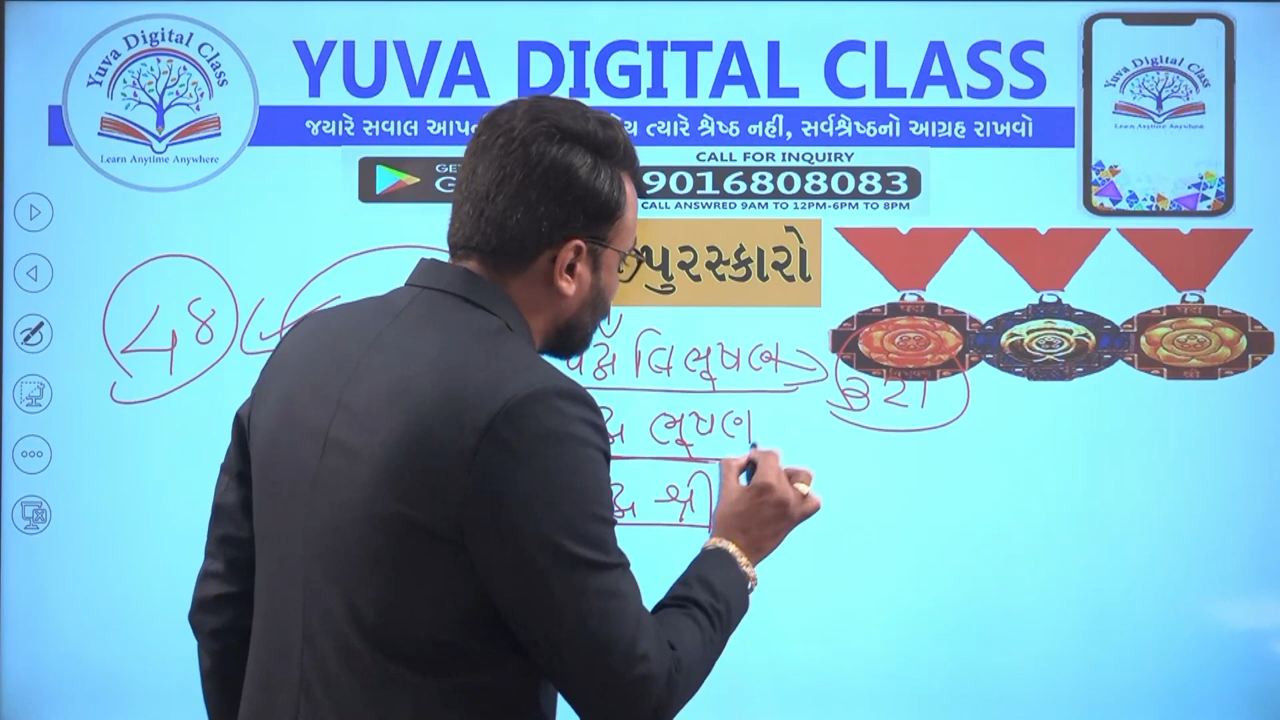 Yuva Digital Class
Learn Anytime Anywhere
YUVA DIGITAL CLASS
જયારે સવાલ આપન ત્યારે શ્રેષ્ઠ નહીં, સર્વશ્રેષ્ઠનો આગ્રહ રાખવો
CALL FOR INQUIRY
9016808083
CALL ANSWRED 9AM TO 12PM-6PM TO 8PM
Yuva Digital Class
Learn Anytime Anywhere
પુરસ્કારો
વિભૂષણ
ભૂષણ
શ્રી